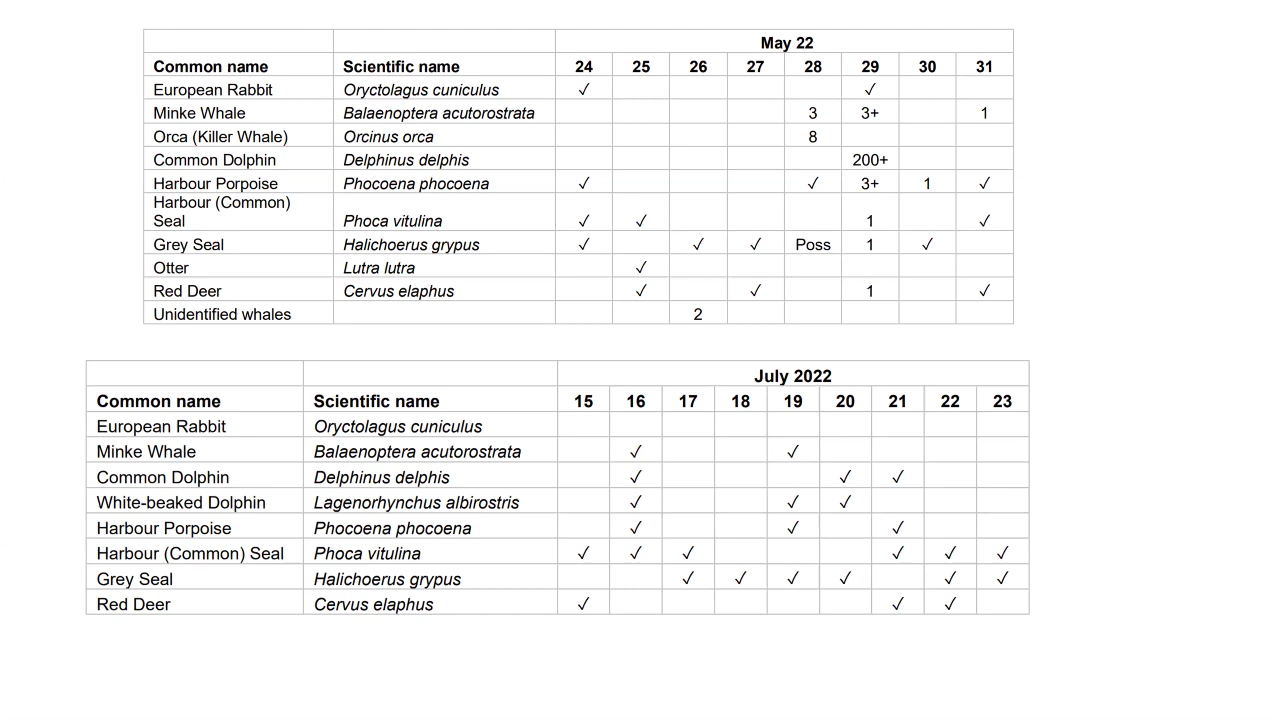 May 22
Common name Scientific name 24 25 26 27 28 29 30 31
European Rabbit Oryctolagus cuniculus ✓ ✓
Minke Whale Balaenoptera acutorostrata 3 3+ 1
Orca (Killer Whale) Orcinus orca 8
Common Dolphin Delphinus delphis 200+
Harbour Porpoise Phocoena phocoena ✓ ✓ 3+ 1 ✓
Harbour (Common)
Seal Phoca vitulina ✓ ✓ 1 ✓
Grey Seal Halichoerus grypus ✓ ✓ ✓ Poss 1 ✓
Otter Lutra lutra ✓
Red Deer Cervus elaphus ✓ ✓ 1 ✓
Unidentified whales 2
July 2022
Common name Scientific name 15 16 17 18 19 20 21 22 23
European Rabbit Oryctolagus cuniculus
Minke Whale Balaenoptera acutorostrata ✓ ✓
Common Dolphin Delphinus delphis ✓ ✓ ✓
White-beaked Dolphin Lagenorhynchus albirostris ✓ ✓ ✓
Harbour Porpoise Phocoena phocoena ✓ ✓ ✓
Harbour (Common) Seal Phoca vitulina ✓ ✓ ✓ ✓ ✓ ✓
Grey Seal Halichoerus grypus ✓ ✓ ✓ ✓ ✓ ✓
Red Deer Cervus elaphus ✓ ✓ ✓